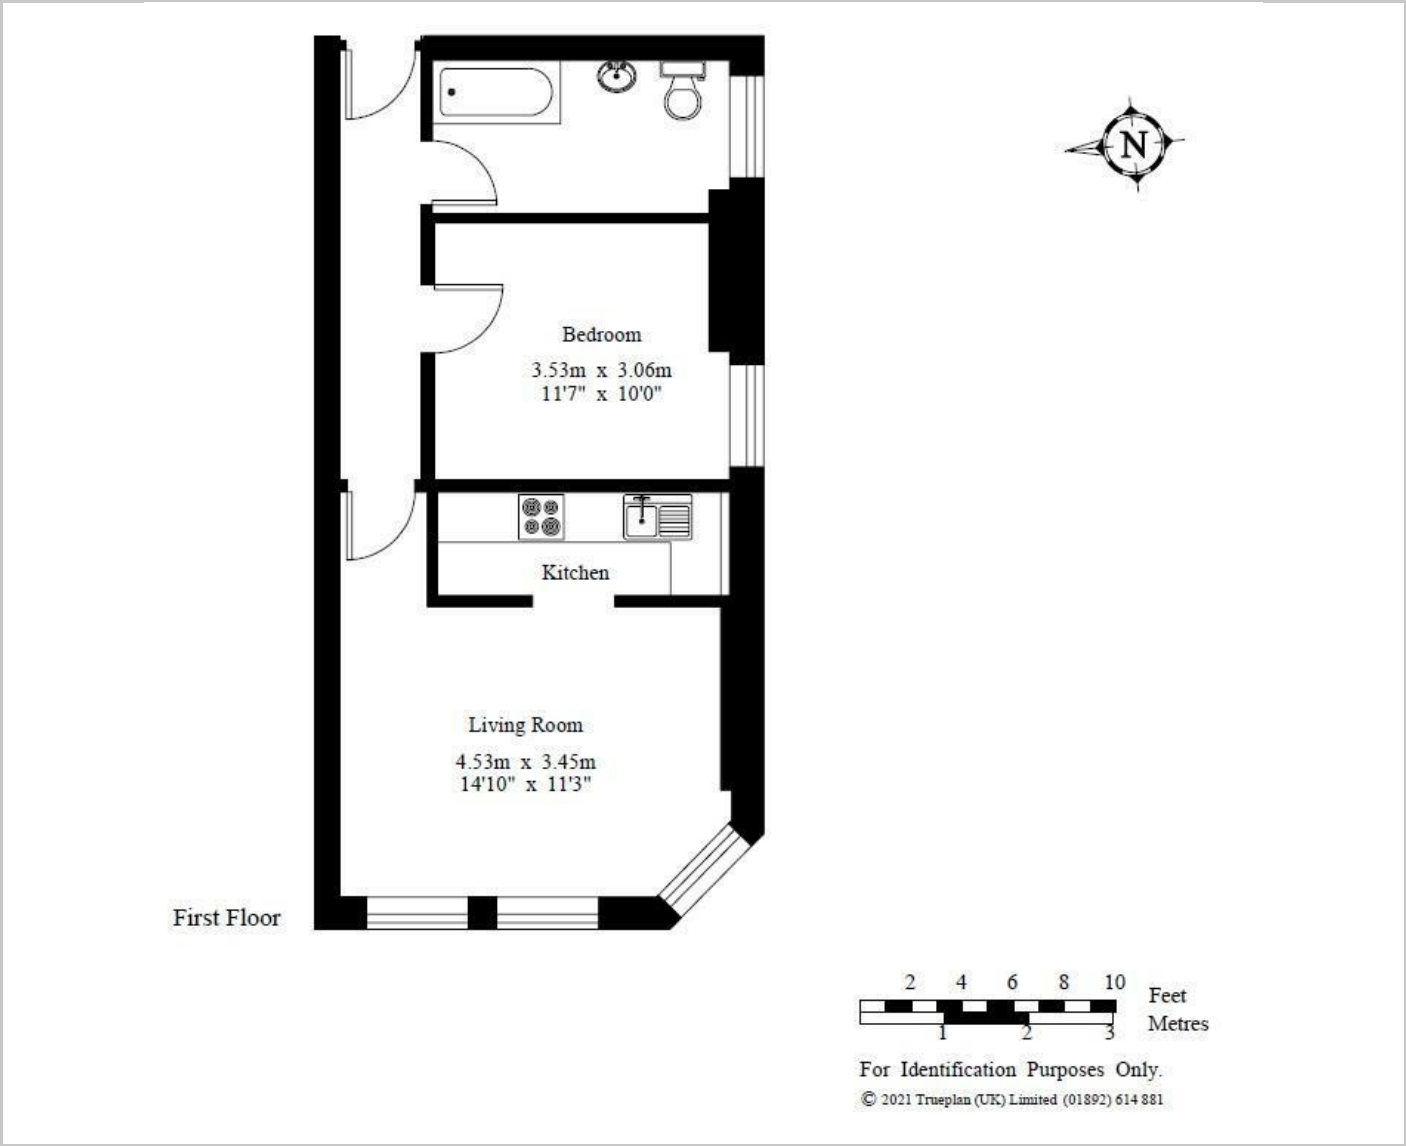 N
Bedroom
3.53m x 3.06m
11'7" x 10'0"
Kitchen
Living Room
4.53m x 3.45m
14'10" x 11'3"
First Floor
2 4 6 8 10 Feet
1 2 3 Metres
For Identification Purposes Only.
© 2021 Trueplan (UK) Limited (01892) 614 881